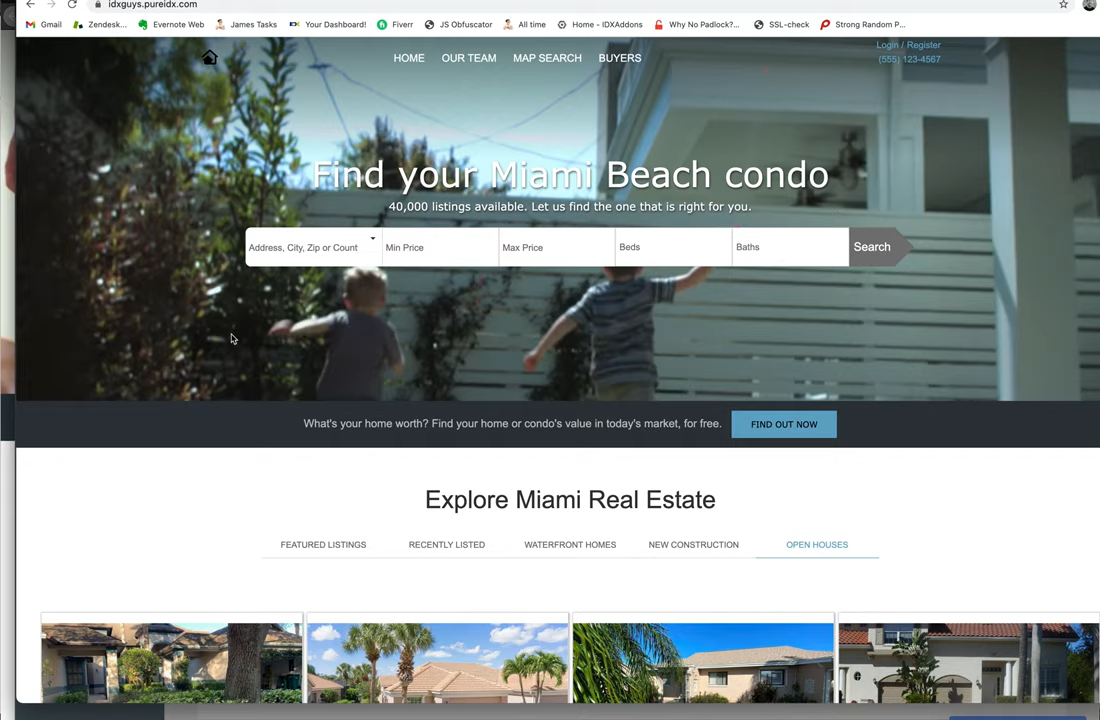 idxguys.pureidx.com
Gmail Zendesk... Evernote Web James Tasks Your Dashboard! Fiverr JS Obfuscator All time Home - IDXAddons Why No Padlock?... SSL-check Strong Random P...
HOME OUR TEAM MAP SEARCH BUYERS
Login / Register
(555) 123-4567
Find your Miami Beach condo
40,000 listings available. Let us find the one that is right for you.
Address, City, Zip or Count Min Price Max Price Beds Baths Search
What's your home worth? Find your home or condo's value in today's market, for free. FIND OUT NOW
Explore Miami Real Estate
FEATURED LISTINGS RECENTLY LISTED WATERFRONT HOMES NEW CONSTRUCTION OPEN HOUSES